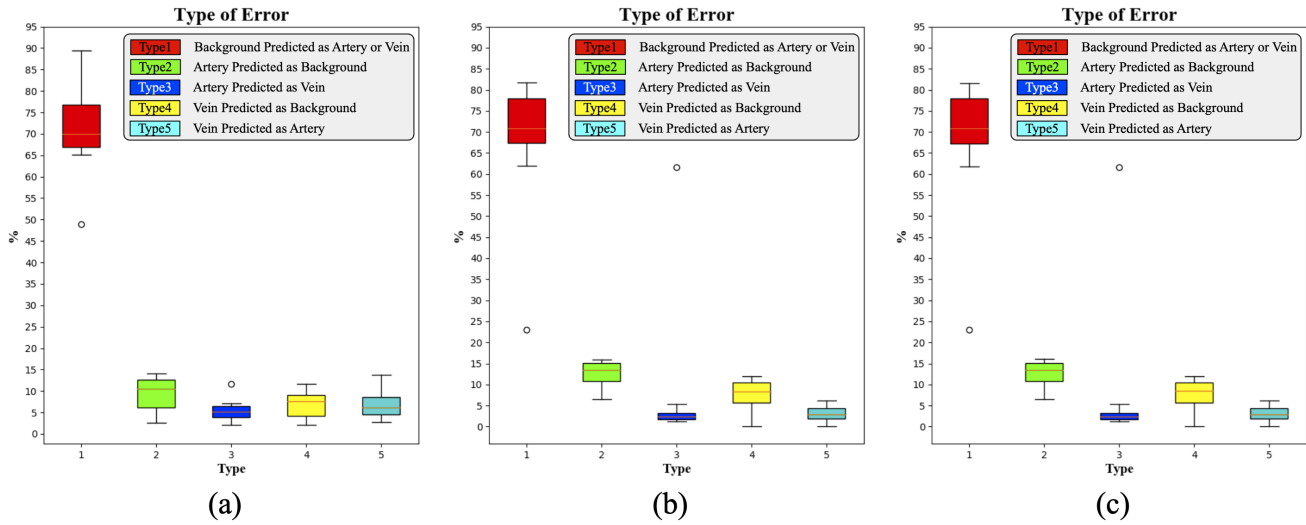 Type of Error
95
90
85
80
75
70
65
60
55
50
45
40
35
30
25
20
15
10
5
0
%
Type1 Background Predicted as Artery or Vein
Type2 Artery Predicted as Background
Type3 Artery Predicted as Vein
Type4 Vein Predicted as Background
Type5 Vein Predicted as Artery
1 2 3 4 5
Type
(a)
Type of Error
95
90
85
80
75
70
65
60
55
50
45
40
35
30
25
20
15
10
5
0
%
Type1 Background Predicted as Artery or Vein
Type2 Artery Predicted as Background
Type3 Artery Predicted as Vein
Type4 Vein Predicted as Background
Type5 Vein Predicted as Artery
1 2 3 4 5
Type
(b)
Type of Error
95
90
85
80
75
70
65
60
55
50
45
40
35
30
25
20
15
10
5
0
%
Type1 Background Predicted as Artery or Vein
Type2 Artery Predicted as Background
Type3 Artery Predicted as Vein
Type4 Vein Predicted as Background
Type5 Vein Predicted as Artery
1 2 3 4 5
Type
(c)